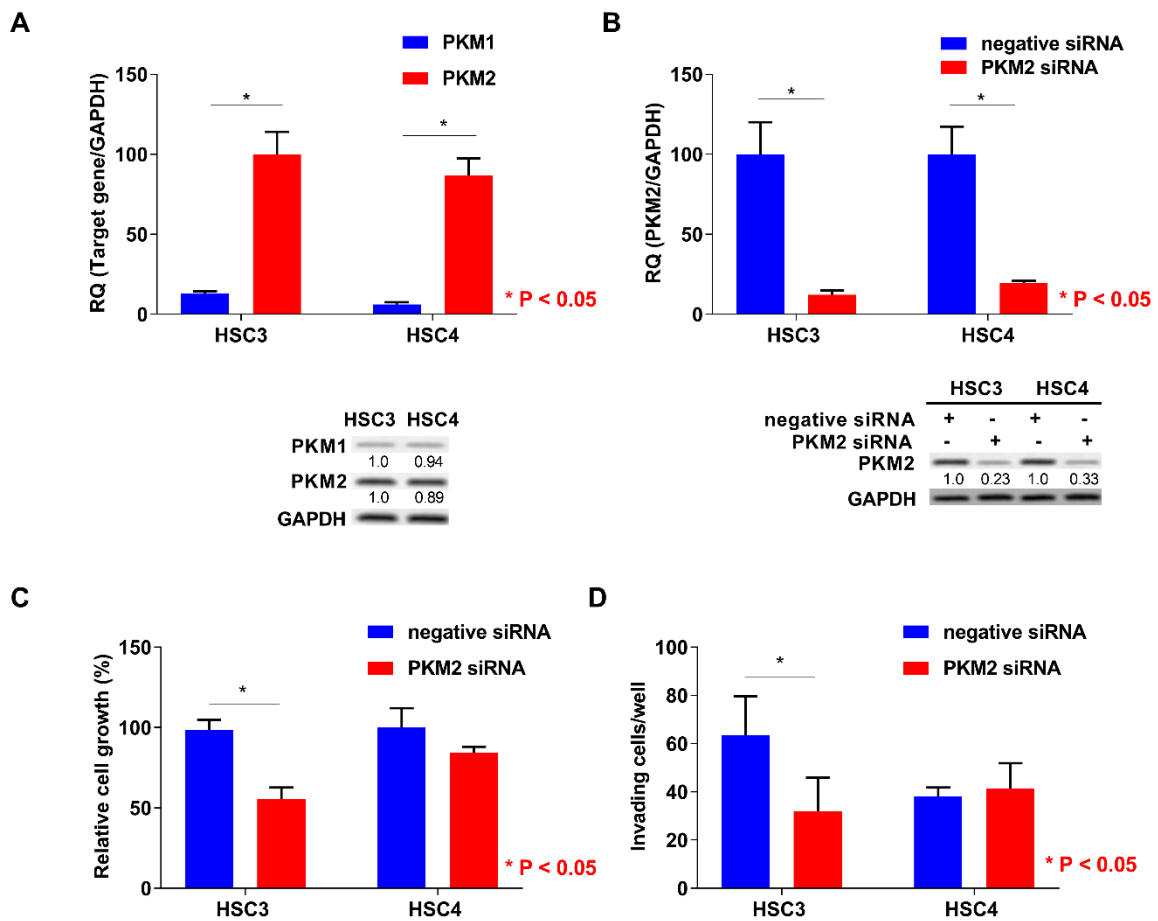 A
PKM1
PKM2
RQ (Target gene/GAPDH)
150
100
50
0
*
*
* P < 0.05
HSC3
HSC4
HSC3 HSC4
PKM1
1.0 0.94
PKM2
1.0 0.89
GAPDH
B
negative siRNA
PKM2 siRNA
RQ (PKM2/GAPDH)
150
100
50
0
*
*
* P < 0.05
HSC3
HSC4
HSC3 HSC4
negative siRNA + - + -
PKM2 siRNA - + - +
PKM2
1.0 0.23 1.0 0.33
GAPDH
C
negative siRNA
PKM2 siRNA
Relative cell growth (%)
150
100
50
0
*
* P < 0.05
HSC3
HSC4
D
negative siRNA
PKM2 siRNA
Invading cells/well
100
80
60
40
20
0
*
* P < 0.05
HSC3
HSC4